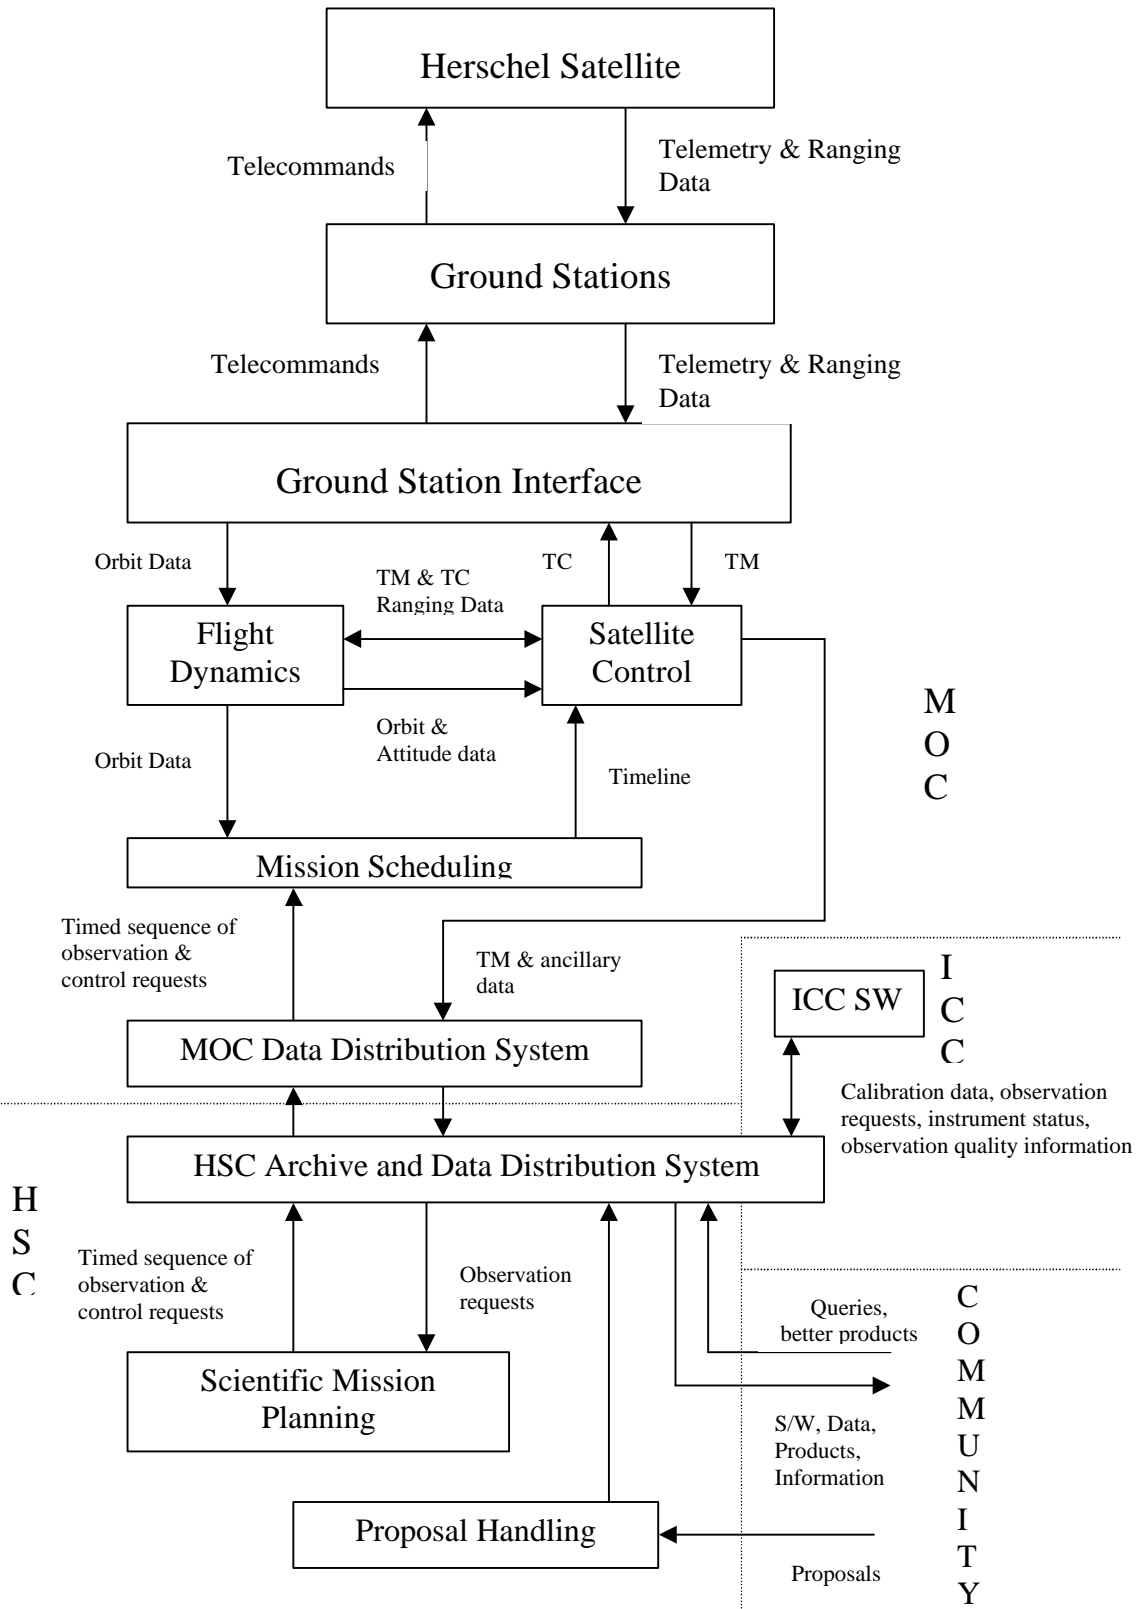 Herschel Satellite
Telecommands
Telemetry & Ranging
Data
Ground Stations
Telecommands
Telemetry & Ranging
Data
Ground Station Interface
Orbit Data
TM & TC
Ranging Data
TC
TM
Flight
Dynamics
Satellite
Control
Orbit &
Attitude data
Orbit Data
Timeline
M
O
C
Mission Scheduling
Timed sequence of
observation &
control requests
TM & ancillary
data
ICC SW
I
C
C
MOC Data Distribution System
Calibration data, observation
requests, instrument status,
observation quality information
HSC Archive and Data Distribution System
H
S
C
Timed sequence of
observation &
control requests
Observation
requests
Queries,
better products
C
O
M
M
U
N
I
T
Y
Scientific Mission
Planning
S/W, Data,
Products,
Information
Proposal Handling
Proposals